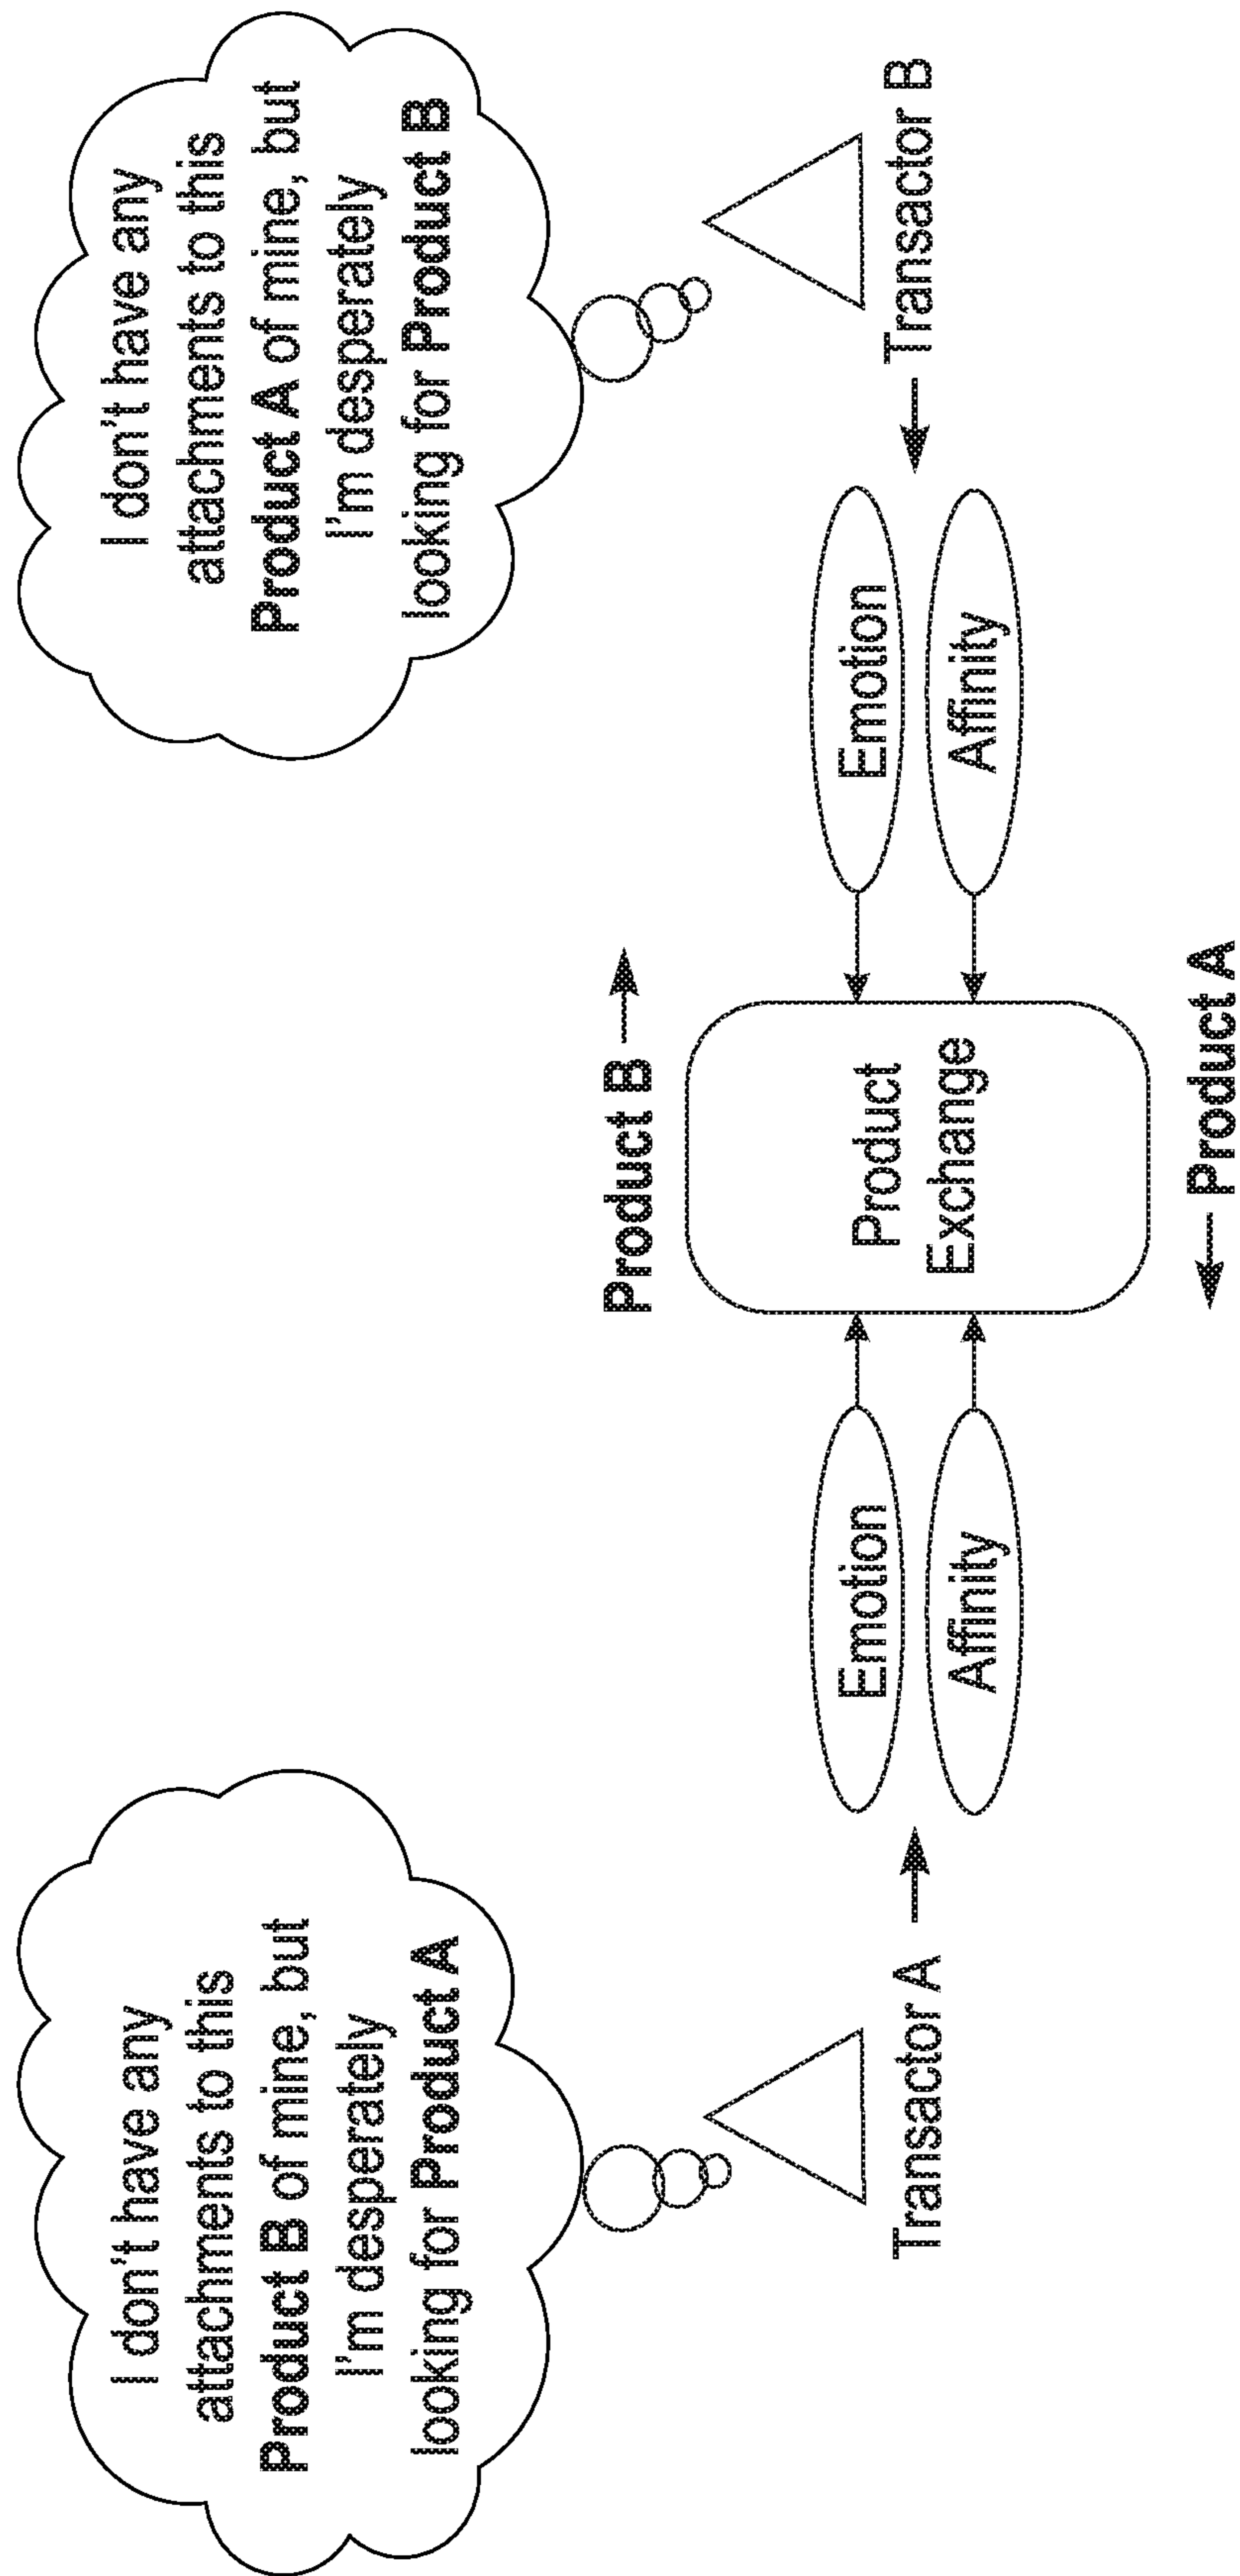 I don't have any
attachments to this
Product B of mine, but
I'm desperately
looking for Product A
I don't have any
attachments to this
Product A of mine, but
I'm desperately
looking for Product B
Product B
Transactor A
Emotion
Affinity
Product
Exchange
Emotion
Affinity
Transactor B
Product A